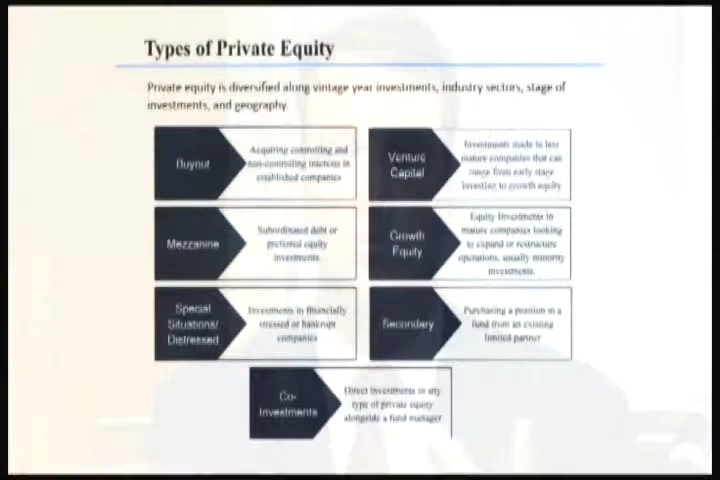 Types of Private Equity
Private equity is diversified along vintage year investments, industry sectors, stage of
investments, and geography.
Buyout
Acquiring controlling and
non-controlling interests in
established companies
Venture
Capital
Investments made in less
mature companies that can
range from early stage
investing to growth equity
Mezzanine
Subordinated debt or
preferred equity
investments.
Growth
Equity
Equity Investments in
mature companies looking
to expand or restructure
operations, usually minority
investments.
Special
Situations/
Distressed
Investments in financially
stressed or bankrupt
companies
Secondary
Purchasing a position in a
fund from an existing
limited partner
Co-
Investments
Direct investments in any
type of private equity
alongside a fund manager